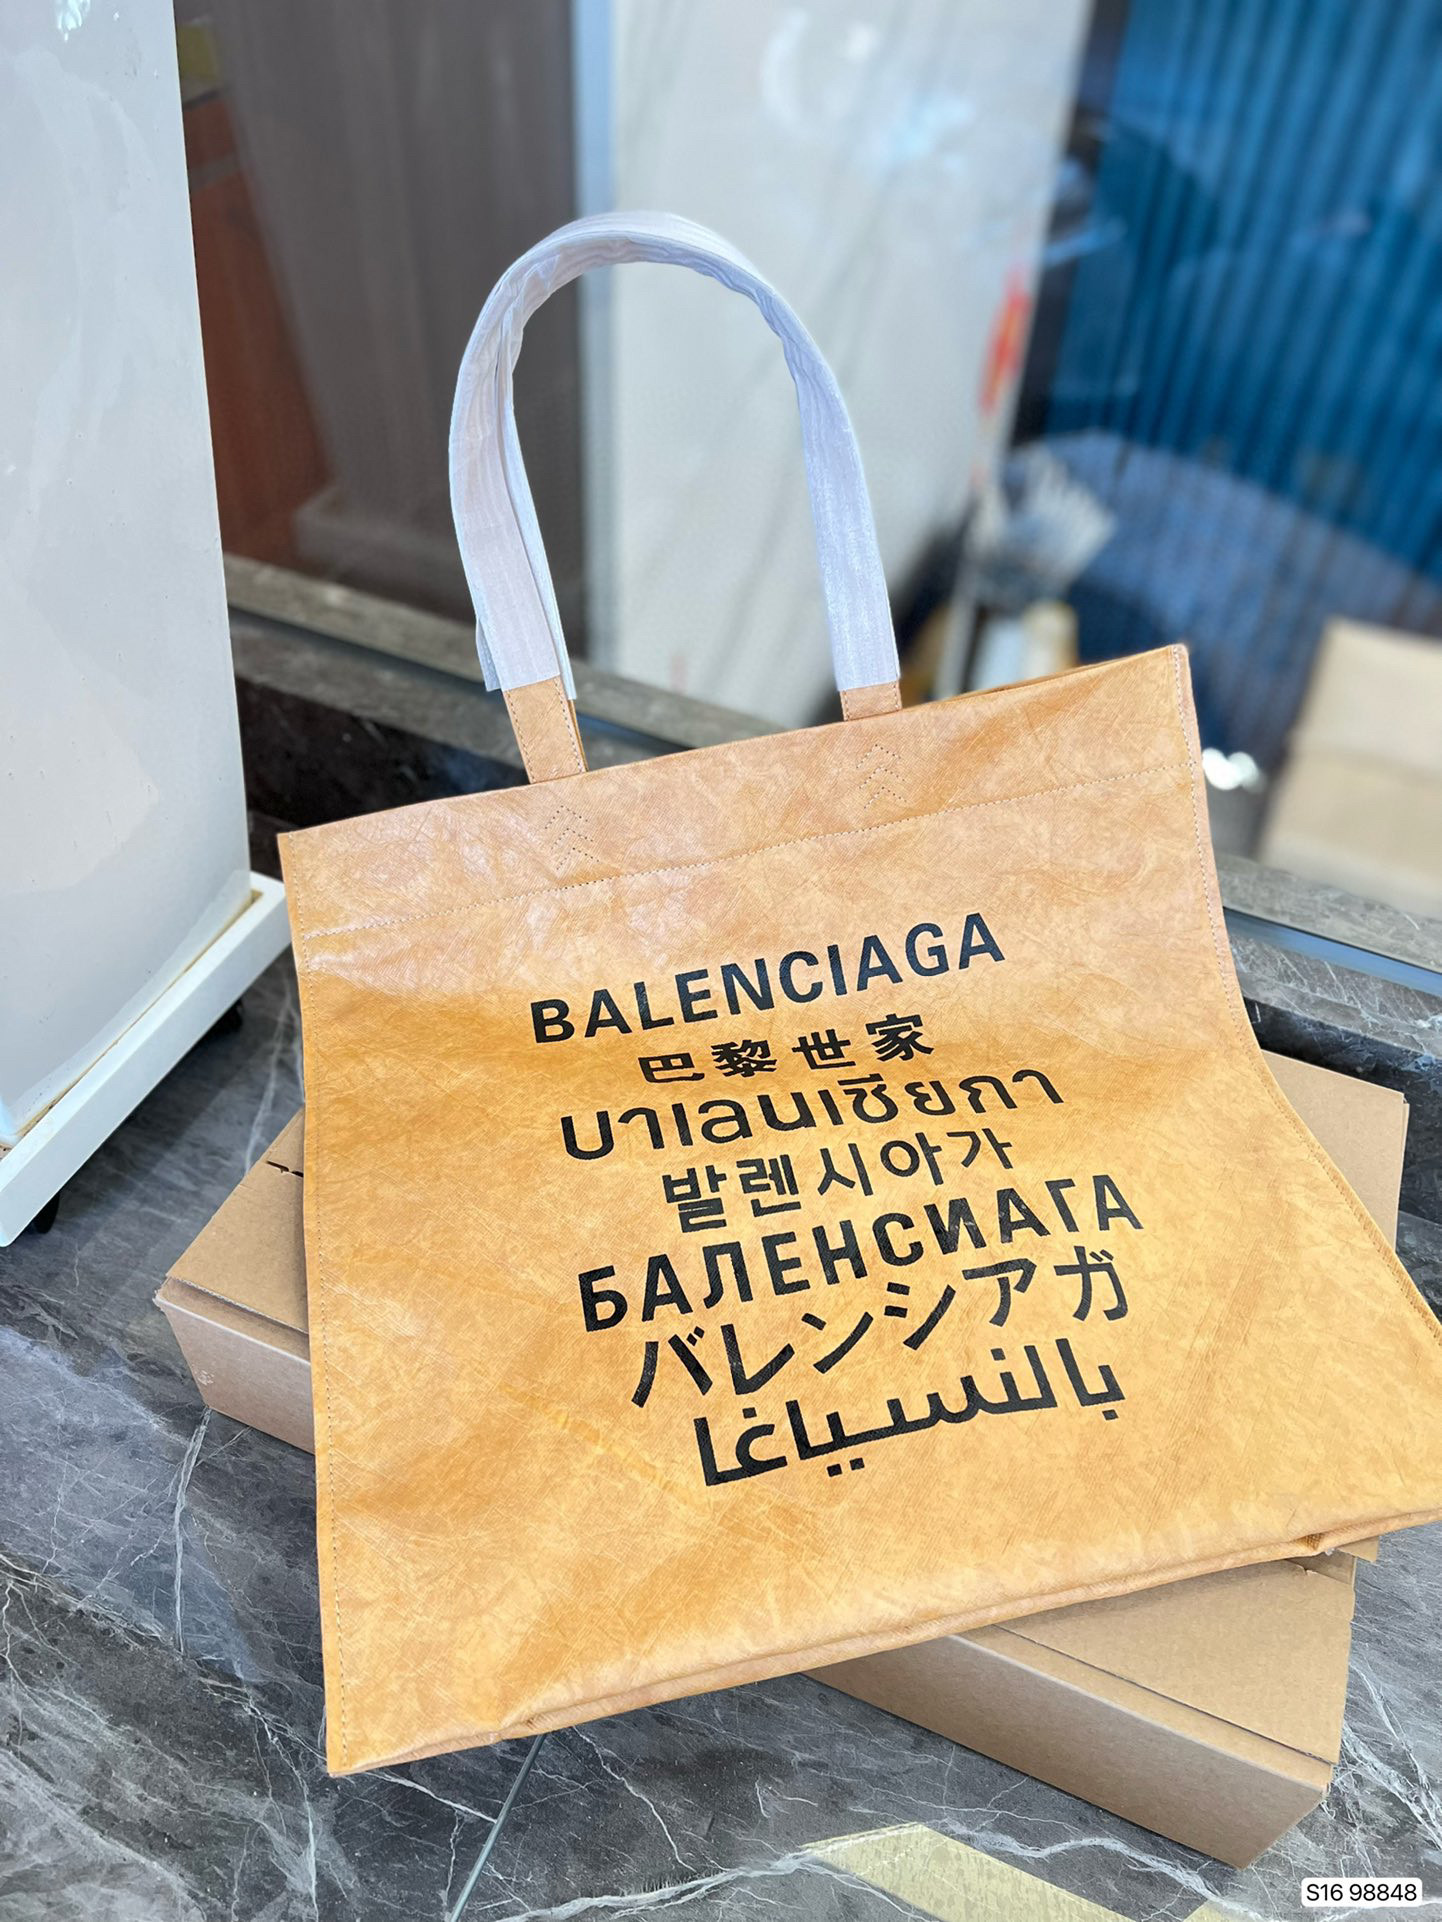 BALENCIAGA
巴黎世家
บาเลนเซียกา
발렌시아가
БАЛЕНСИАГА
バレンシアガ
بالنسياغا
S16 98848